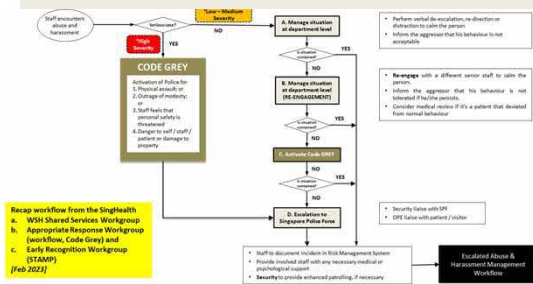 Staff encounters
abuse and
harassment
Serious case?
*Low – Medium
Severity
NO
*High
Severity
YES
CODE GREY
Activation of Police for
1. Physical assault; or
2. Outrage of modesty;
or
3. Staff feels that
personal safety is
threatened
4. Danger to self / staff /
patient or damage to
property
A. Manage situation
at department level
Is situation
contained?
YES
NO
B. Manage situation
at department level
(RE-ENGAGEMENT)
Is situation
contained?
YES
NO
C. Activate Code GREY
Is situation
contained?
YES
NO
D. Escalation to
Singapore Police Force
• Perform verbal de-escalation, re-direction or
distraction to calm the person
• Inform the aggressor that his behaviour is not
acceptable
• Re-engage with a different senior staff to calm the
person.
• Inform the aggressor that his behaviour is not
tolerated if he/she persists.
• Consider medical review if it's a patient that deviated
from normal behaviour
• Security liaise with SPF
• OPE liaise with patient / visitor
Recap workflow from the SingHealth
a. WSH Shared Services Workgroup
b. Appropriate Response Workgroup
(workflow, Code Grey) and
c. Early Recognition Workgroup
(STAMP)
[Feb 2023]
• Staff to document incident in Risk Management System
• Provide involved staff with any necessary medical or
psychological support
• Security to provide enhanced patrolling, if necessary
Escalated Abuse &
Harassment Management
Workflow